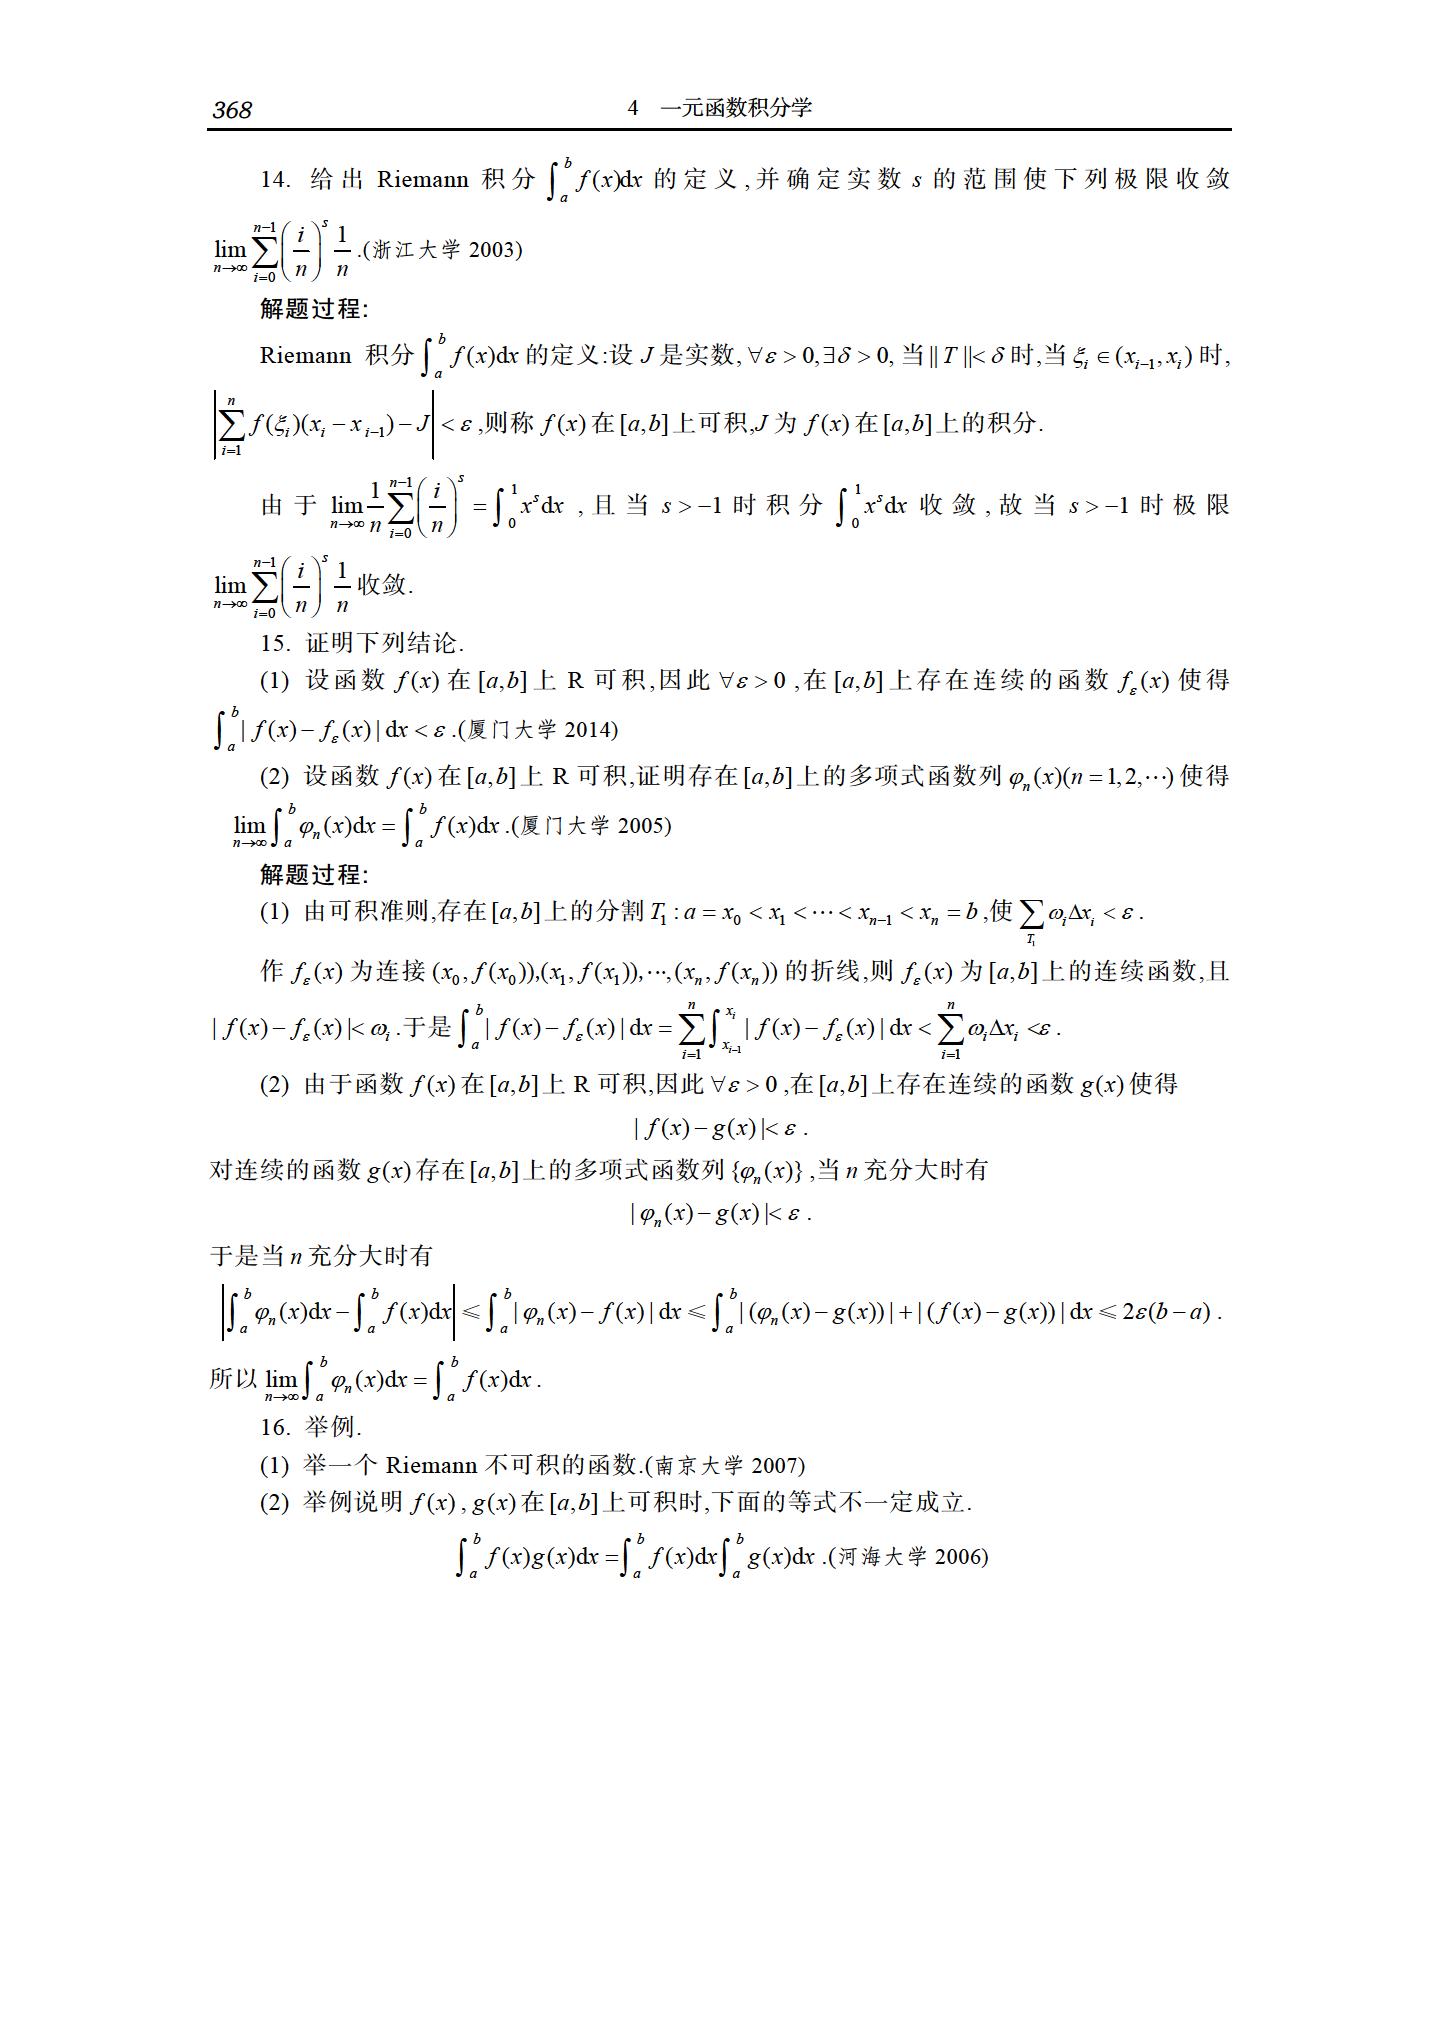 368 4 一元函数积分学
14. 给出 Riemann 积分 $\int_a^b f(x)dx$ 的定义,并确定实数 s 的范围使下列极限收敛
$\lim_{n\to\infty}\sum_{i=0}^{n-1}\left(\frac{i}{n}\right)^s\frac{1}{n}$.(浙江大学 2003)
解题过程:
Riemann 积分 $\int_a^b f(x)dx$ 的定义:设 J 是实数, $\forall\varepsilon>0,\exists\delta>0$, 当 $\|T\|<\delta$ 时,当 $\xi_i\in(x_{i-1},x_i)$ 时,
$\left|\sum_{i=1}^{n}f(\xi_i)(x_i-x_{i-1})-J\right|<\varepsilon$ ,则称 $f(x)$ 在 $[a,b]$ 上可积,J 为 $f(x)$ 在 $[a,b]$ 上的积分.
由于 $\lim_{n\to\infty}\frac{1}{n}\sum_{i=0}^{n-1}\left(\frac{i}{n}\right)^s=\int_0^1 x^s dx$ ,且当 $s>-1$ 时积分 $\int_0^1 x^s dx$ 收敛,故当 $s>-1$ 时极限
$\lim_{n\to\infty}\sum_{i=0}^{n-1}\left(\frac{i}{n}\right)^s\frac{1}{n}$ 收敛.
15. 证明下列结论.
(1) 设函数 $f(x)$ 在 $[a,b]$ 上 R 可积,因此 $\forall\varepsilon>0$ ,在 $[a,b]$ 上存在连续的函数 $f_\varepsilon(x)$ 使得
$\int_a^b|f(x)-f_\varepsilon(x)|dx<\varepsilon$ .(厦门大学 2014)
(2) 设函数 $f(x)$ 在 $[a,b]$ 上 R 可积,证明存在 $[a,b]$ 上的多项式函数列 $\varphi_n(x)(n=1,2,\cdots)$ 使得
$\lim_{n\to\infty}\int_a^b\varphi_n(x)dx=\int_a^b f(x)dx$ .(厦门大学 2005)
解题过程:
(1) 由可积准则,存在 $[a,b]$ 上的分割 $T_1:a=x_0<x_1<\cdots<x_{n-1}<x_n=b$ ,使 $\sum_{T_1}\omega_i\Delta x_i<\varepsilon$ .
作 $f_\varepsilon(x)$ 为连接 $(x_0,f(x_0)),(x_1,f(x_1)),\cdots,(x_n,f(x_n))$ 的折线,则 $f_\varepsilon(x)$ 为 $[a,b]$ 上的连续函数,且
$|f(x)-f_\varepsilon(x)|<\omega_i$ .于是 $\int_a^b|f(x)-f_\varepsilon(x)|dx=\sum_{i=1}^{n}\int_{x_{i-1}}^{x_i}|f(x)-f_\varepsilon(x)|dx<\sum_{i=1}^{n}\omega_i\Delta x_i<\varepsilon$ .
(2) 由于函数 $f(x)$ 在 $[a,b]$ 上 R 可积,因此 $\forall\varepsilon>0$ ,在 $[a,b]$ 上存在连续的函数 $g(x)$ 使得
$|f(x)-g(x)|<\varepsilon$ .
对连续的函数 $g(x)$ 存在 $[a,b]$ 上的多项式函数列 $\{\varphi_n(x)\}$ ,当 n 充分大时有
$|\varphi_n(x)-g(x)|<\varepsilon$ .
于是当 n 充分大时有
$\left|\int_a^b\varphi_n(x)dx-\int_a^b f(x)dx\right|\leqslant\int_a^b|\varphi_n(x)-f(x)|dx\leqslant\int_a^b|(\varphi_n(x)-g(x))|+|(f(x)-g(x))|dx\leqslant 2\varepsilon(b-a)$ .
所以 $\lim_{n\to\infty}\int_a^b\varphi_n(x)dx=\int_a^b f(x)dx$ .
16. 举例.
(1) 举一个 Riemann 不可积的函数.(南京大学 2007)
(2) 举例说明 $f(x)$ , $g(x)$ 在 $[a,b]$ 上可积时,下面的等式不一定成立.
$\int_a^b f(x)g(x)dx=\int_a^b f(x)dx\int_a^b g(x)dx$ .(河海大学 2006)